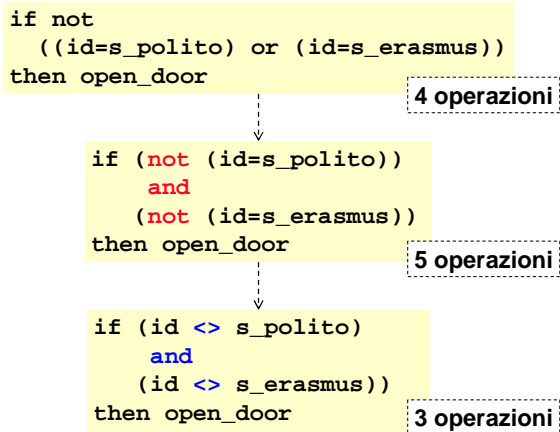 if not
((id=s_polito) or (id=s_erasmus))
then open_door
4 operazioni
if (not (id=s_polito))
and
(not (id=s_erasmus))
then open_door
5 operazioni
if (id <> s_polito)
and
(id <> s_erasmus))
then open_door
3 operazioni